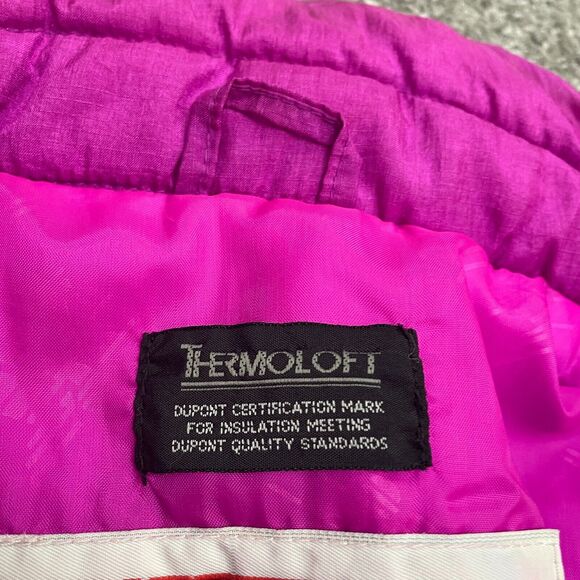 THERMOLOFT
DUPONT CERTIFICATION MARK
FOR INSULATION MEETING
DUPONT QUALITY STANDARDS